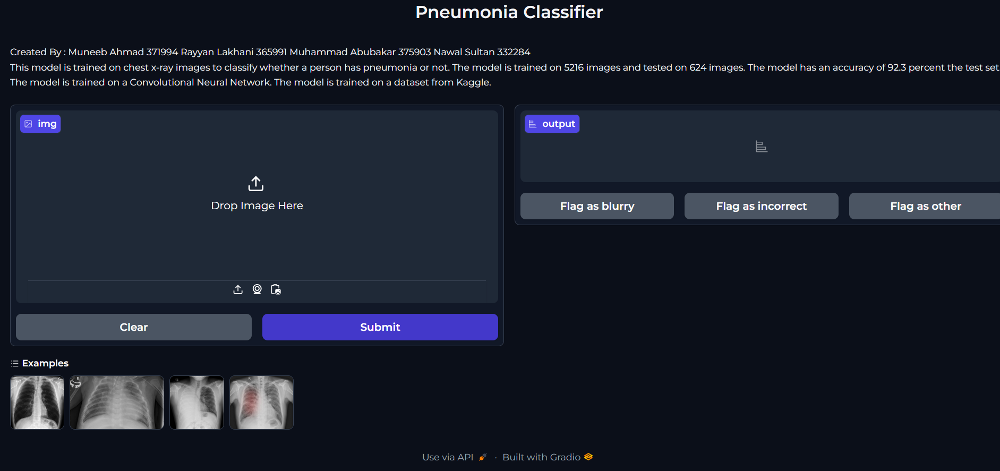 Pneumonia Classifier
Created By : Muneeb Ahmad 371994 Rayyan Lakhani 365991 Muhammad Abubakar 375903 Nawal Sultan 332284
This model is trained on chest x-ray images to classify whether a person has pneumonia or not. The model is trained on 5216 images and tested on 624 images. The model has an accuracy of 92.3 percent the test set.
The model is trained on a Convolutional Neural Network. The model is trained on a dataset from Kaggle.
img
output
Drop Image Here
Flag as blurry
Flag as incorrect
Flag as other
Clear
Submit
Examples
R
R
Use via API · Built with Gradio